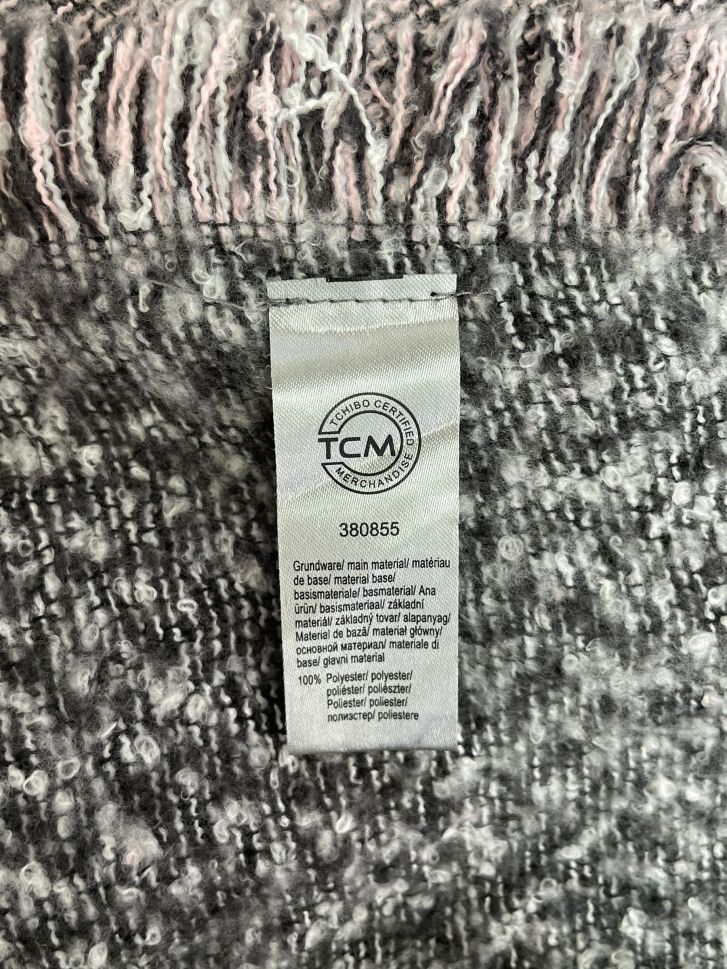 TCHIBO CERTIFIED
TCM
MERCHANDISE
380855
Grundware/ main material/ matériau
de base/ material base/
basismateriale/ basmaterial/ Ana
ürün/ basismateriaal/ základní
materiál/ základný tovar/ alapanyag/
Material de bază/ materiał główny/
основной материал/ materiale di
base/ glavni material
100% Polyester/ polyester/
poliéster/ poliészter/
Poliester/ poliester/
полиэстер/ poliestere